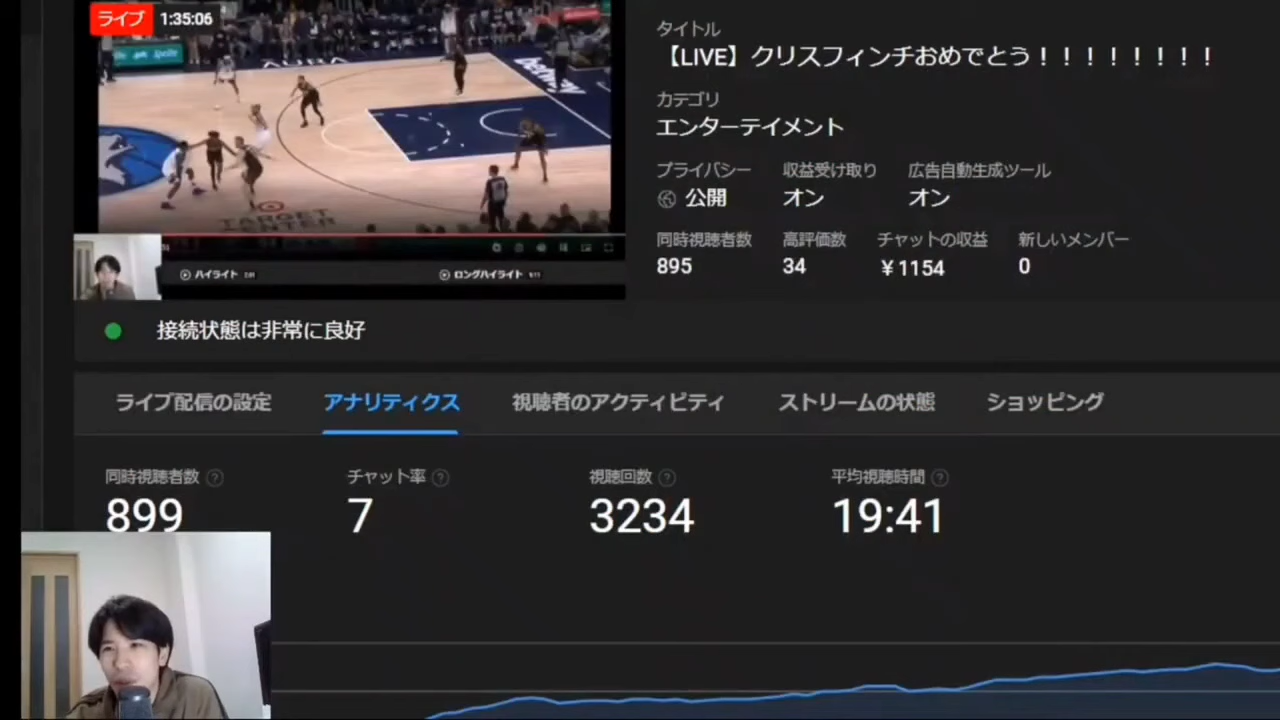 ライブ 1:35:06
AURA
betway
TARGET
CENTER
ハイライト
ロングハイライト
タイトル
【LIVE】クリスフィンチおめでとう！！！！！！！！
カテゴリ
エンターテイメント
プライバシー 収益受け取り 広告自動生成ツール
公開 オン オン
同時視聴者数 高評価数 チャットの収益 新しいメンバー
895 34 ￥1154 0
接続状態は非常に良好
ライブ配信の設定 アナリティクス 視聴者のアクティビティ ストリームの状態 ショッピング
同時視聴者数 ? チャット率 ? 視聴回数 ? 平均視聴時間 ?
899 7 3234 19:41